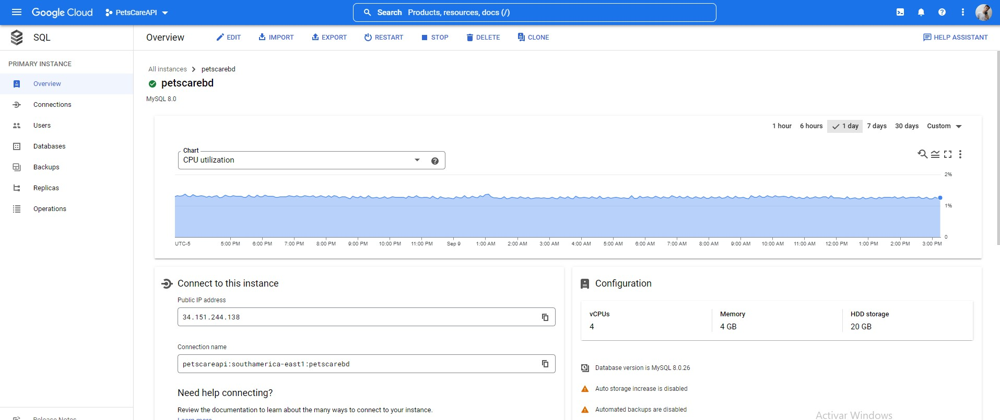 Google Cloud PetsCareAPI Search Products, resources, docs (/)
SQL
Overview EDIT IMPORT EXPORT RESTART STOP DELETE CLONE HELP ASSISTANT
PRIMARY INSTANCE
Overview
Connections
Users
Databases
Backups
Replicas
Operations
Release Notes
All instances petscarebd
petscarebd
MySQL 8.0
1 hour 6 hours 1 day 7 days 30 days Custom
Chart
CPU utilization
2%
1%
0
UTC-5 5:00 PM 6:00 PM 7:00 PM 8:00 PM 9:00 PM 10:00 PM 11:00 PM Sep 9 1:00 AM 2:00 AM 3:00 AM 4:00 AM 5:00 AM 6:00 AM 7:00 AM 8:00 AM 9:00 AM 10:00 AM 11:00 AM 12:00 PM 1:00 PM 2:00 PM 3:00 PM
Connect to this instance
Public IP address
34.151.244.138
Connection name
petscareapi:southamerica-east1:petscarebd
Need help connecting?
Review the documentation to learn about the many ways to connect to your instance.
Learn more
Configuration
vCPUs Memory HDD storage
4 4 GB 20 GB
Database version is MySQL 8.0.26
Auto storage increase is disabled
Automated backups are disabled
Activar Windows